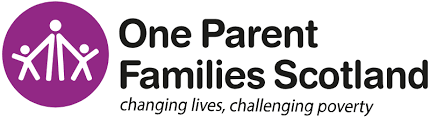 One Parent
Families Scotland
changing lives, challenging poverty